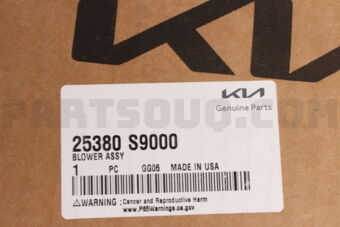 KIA
Genuine Parts
PARTSOUQ.COM
25380 S9000
BLOWER ASSY
1 PC GG06 MADE IN USA
⚠WARNING : Cancer and Reproductive Harm
www.P65Warnings.ca.gov